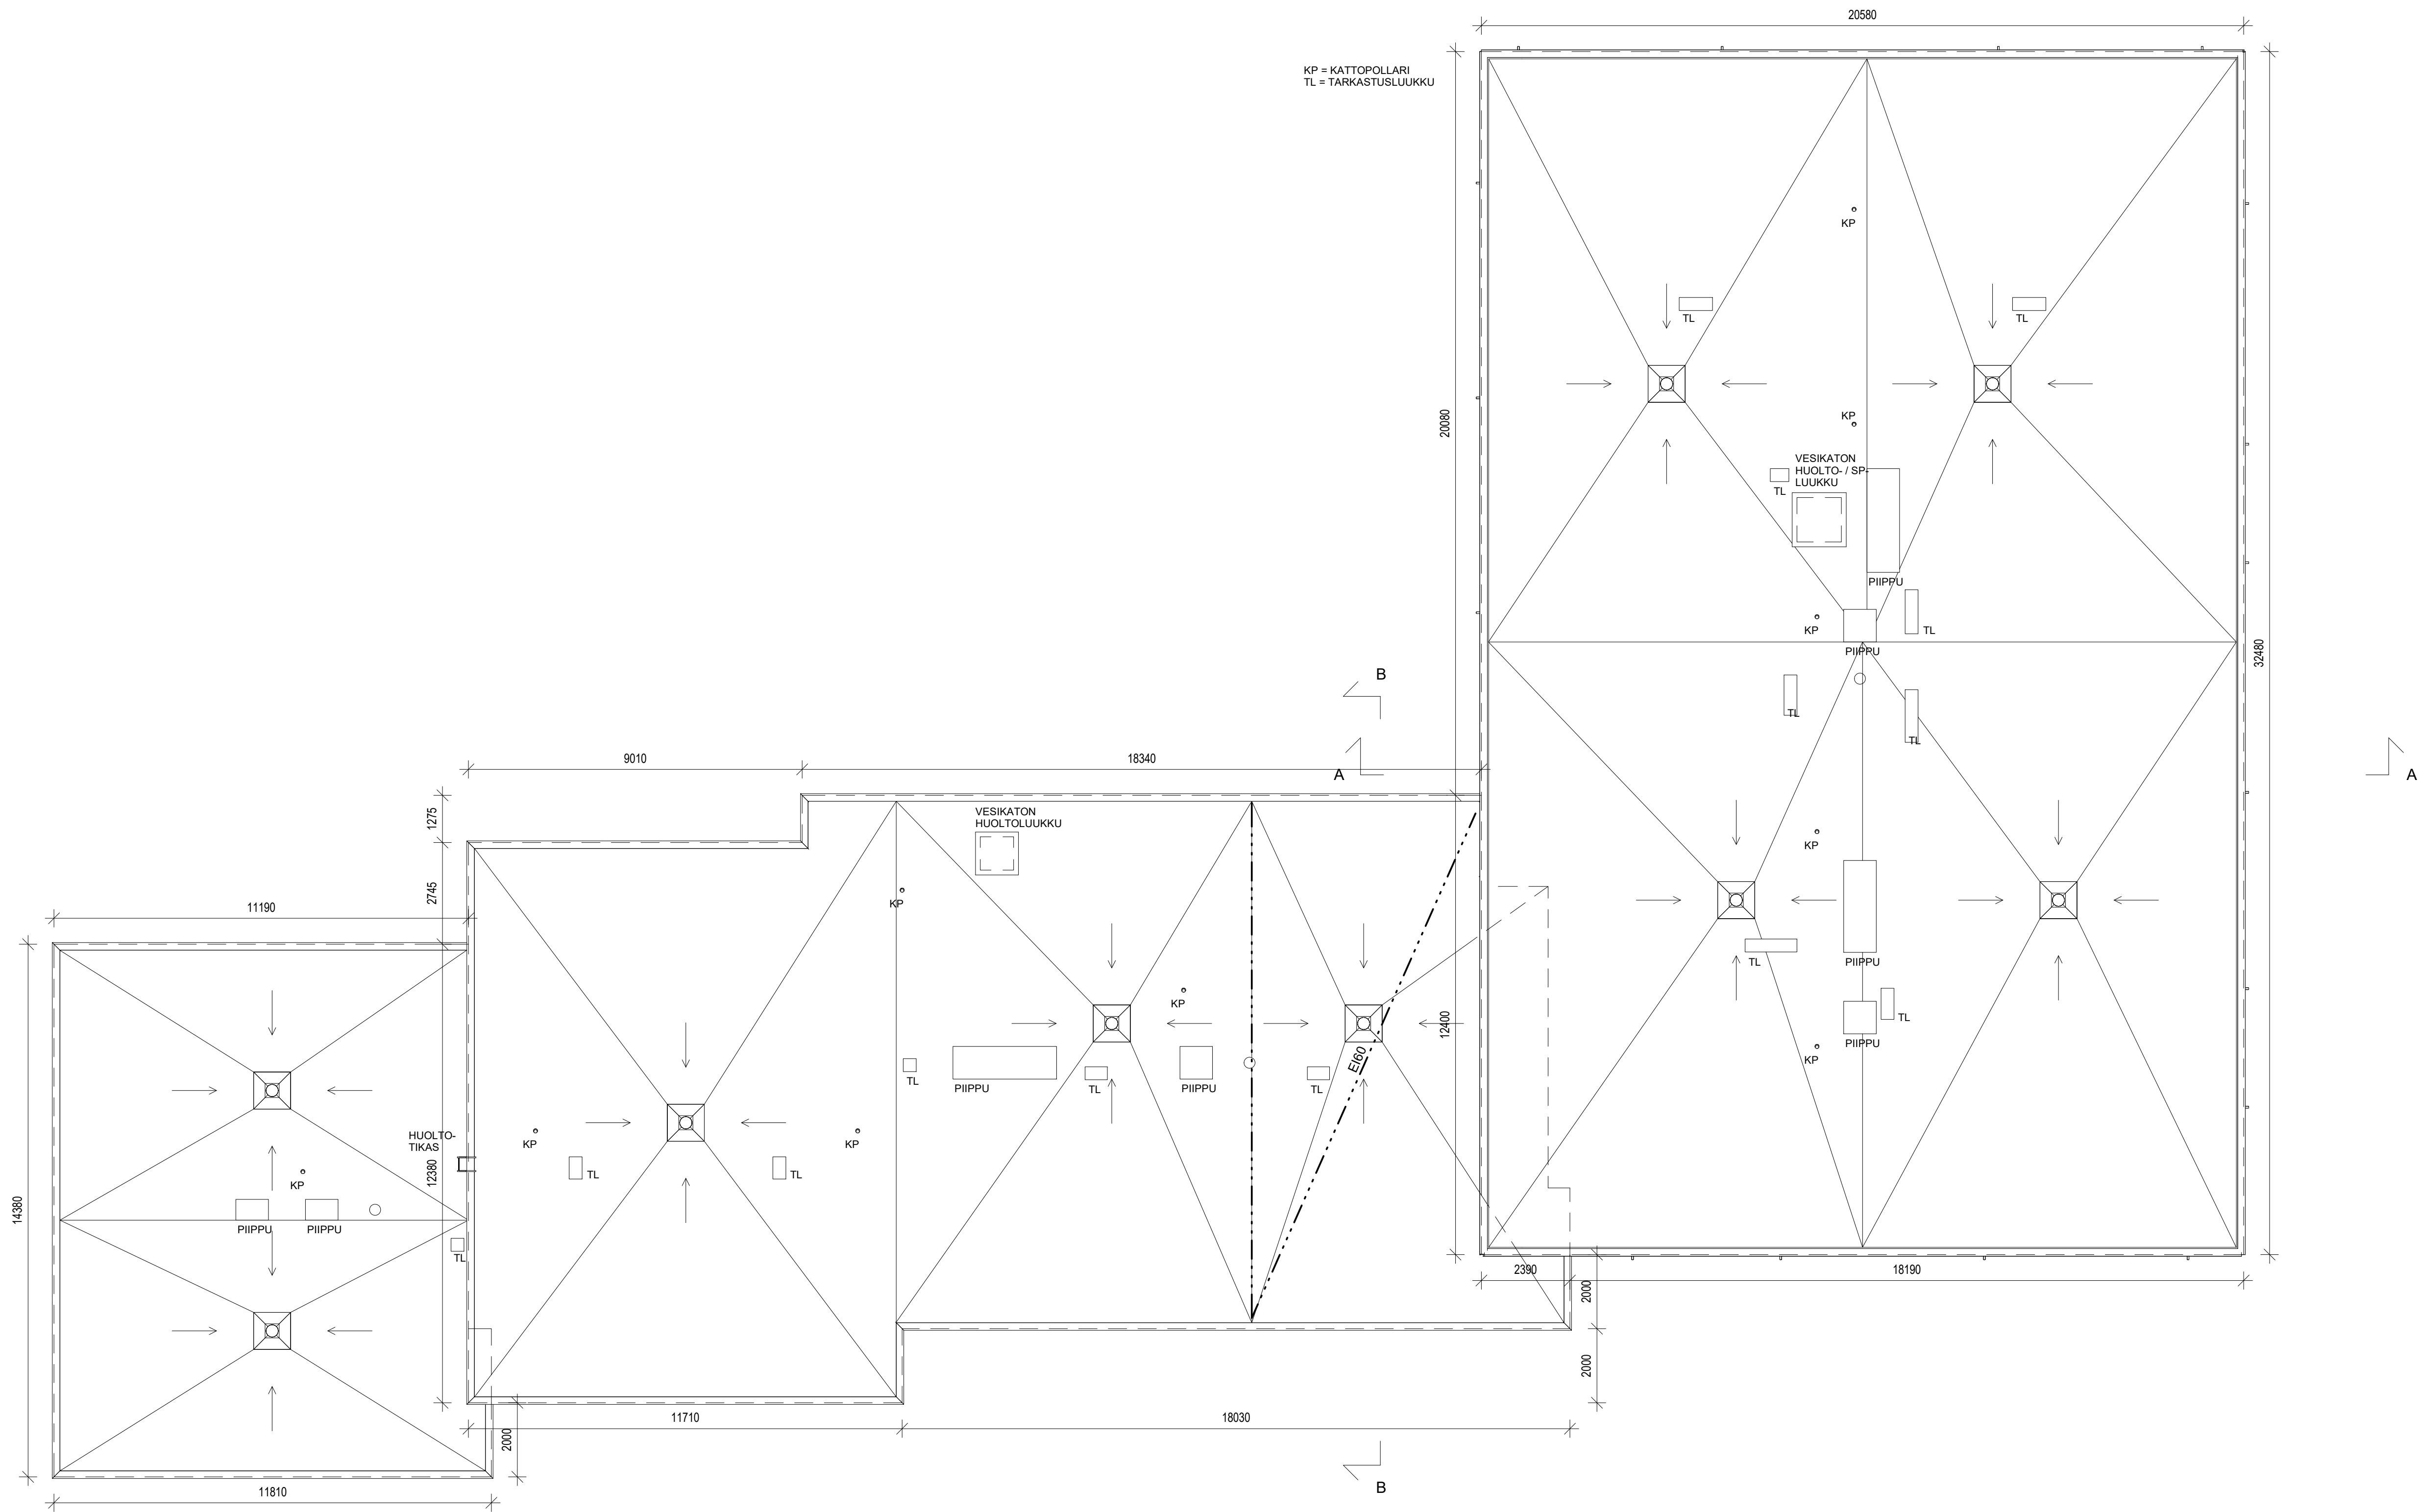 20580
KP = KATTOPOLLARI
TL = TARKASTUSLUUKKU
KP
TL
TL
KP
20080
VESIKATON
HUOLTO- / SP-
LUUKKU
TL
PIIPPU
KP
TL
PIIPPU
32480
B
TL
TL
9010
18340
A
A
1275
VESIKATON
HUOLTOLUUKKU
KP
2745
KP
11190
TL
PIIPPU
KP
12400
EI60
TL
PIIPPU
TL
PIIPPU
TL
TL
PIIPPU
KP
HUOLTO-
TIKAS
KP
KP
12380
TL
TL
KP
14380
PIIPPU
PIIPPU
TL
2390
18190
2000
2000
11710
18030
2000
B
11810